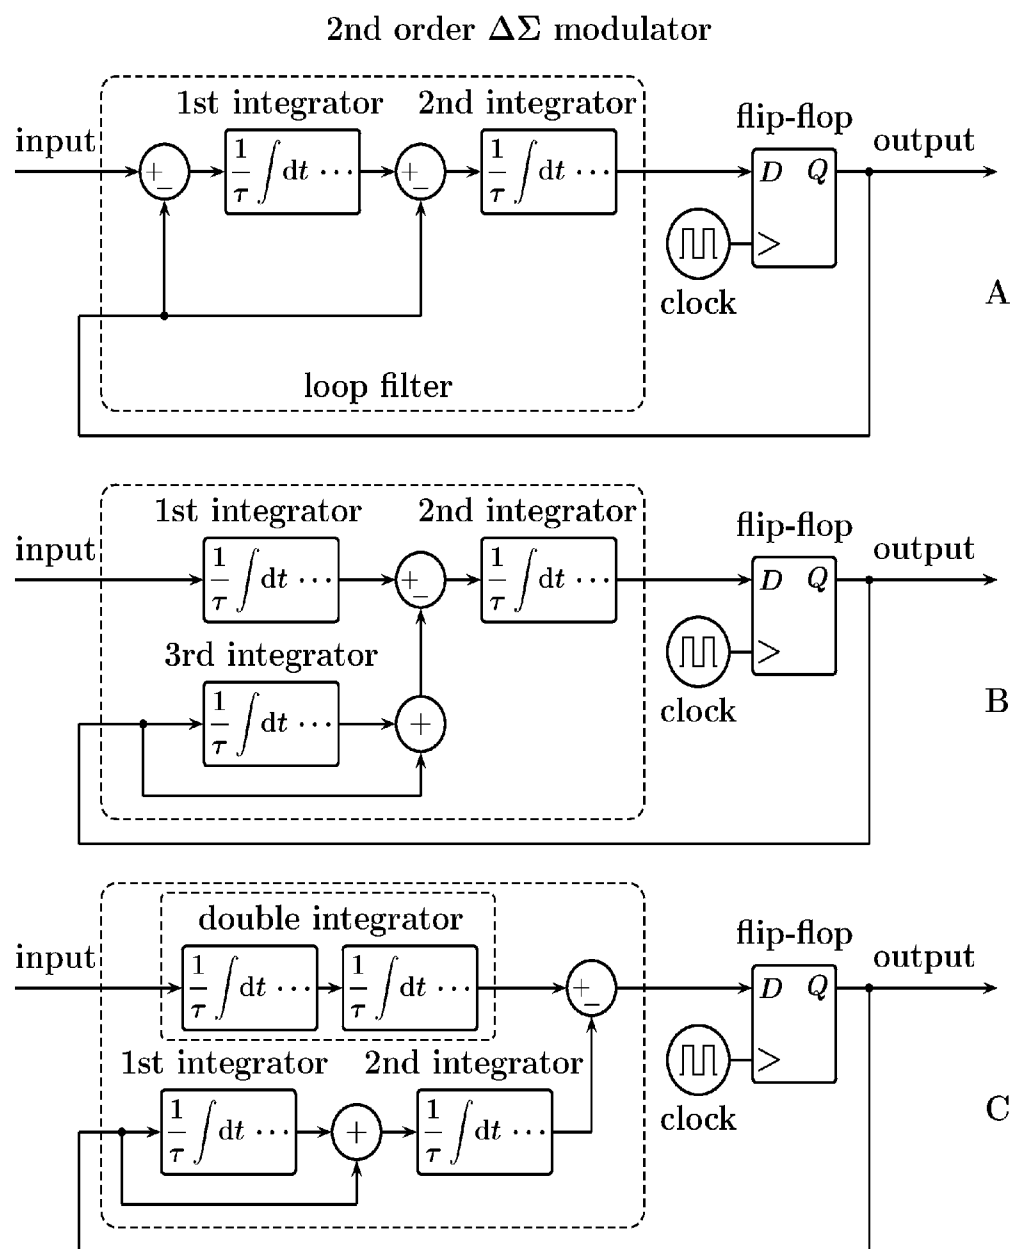 2nd order ΔΣ modulator
1st integrator 2nd integrator
flip-flop
input
output
+ −
1/τ ∫dt ···
+ −
1/τ ∫dt ···
D Q
>
clock
A
loop filter
1st integrator 2nd integrator
flip-flop
input
output
1/τ ∫dt ···
+ −
1/τ ∫dt ···
D Q
>
3rd integrator
1/τ ∫dt ···
+
clock
B
double integrator
flip-flop
input
output
1/τ ∫dt ···
1/τ ∫dt ···
+ −
D Q
>
1st integrator 2nd integrator
1/τ ∫dt ···
+
1/τ ∫dt ···
clock
C